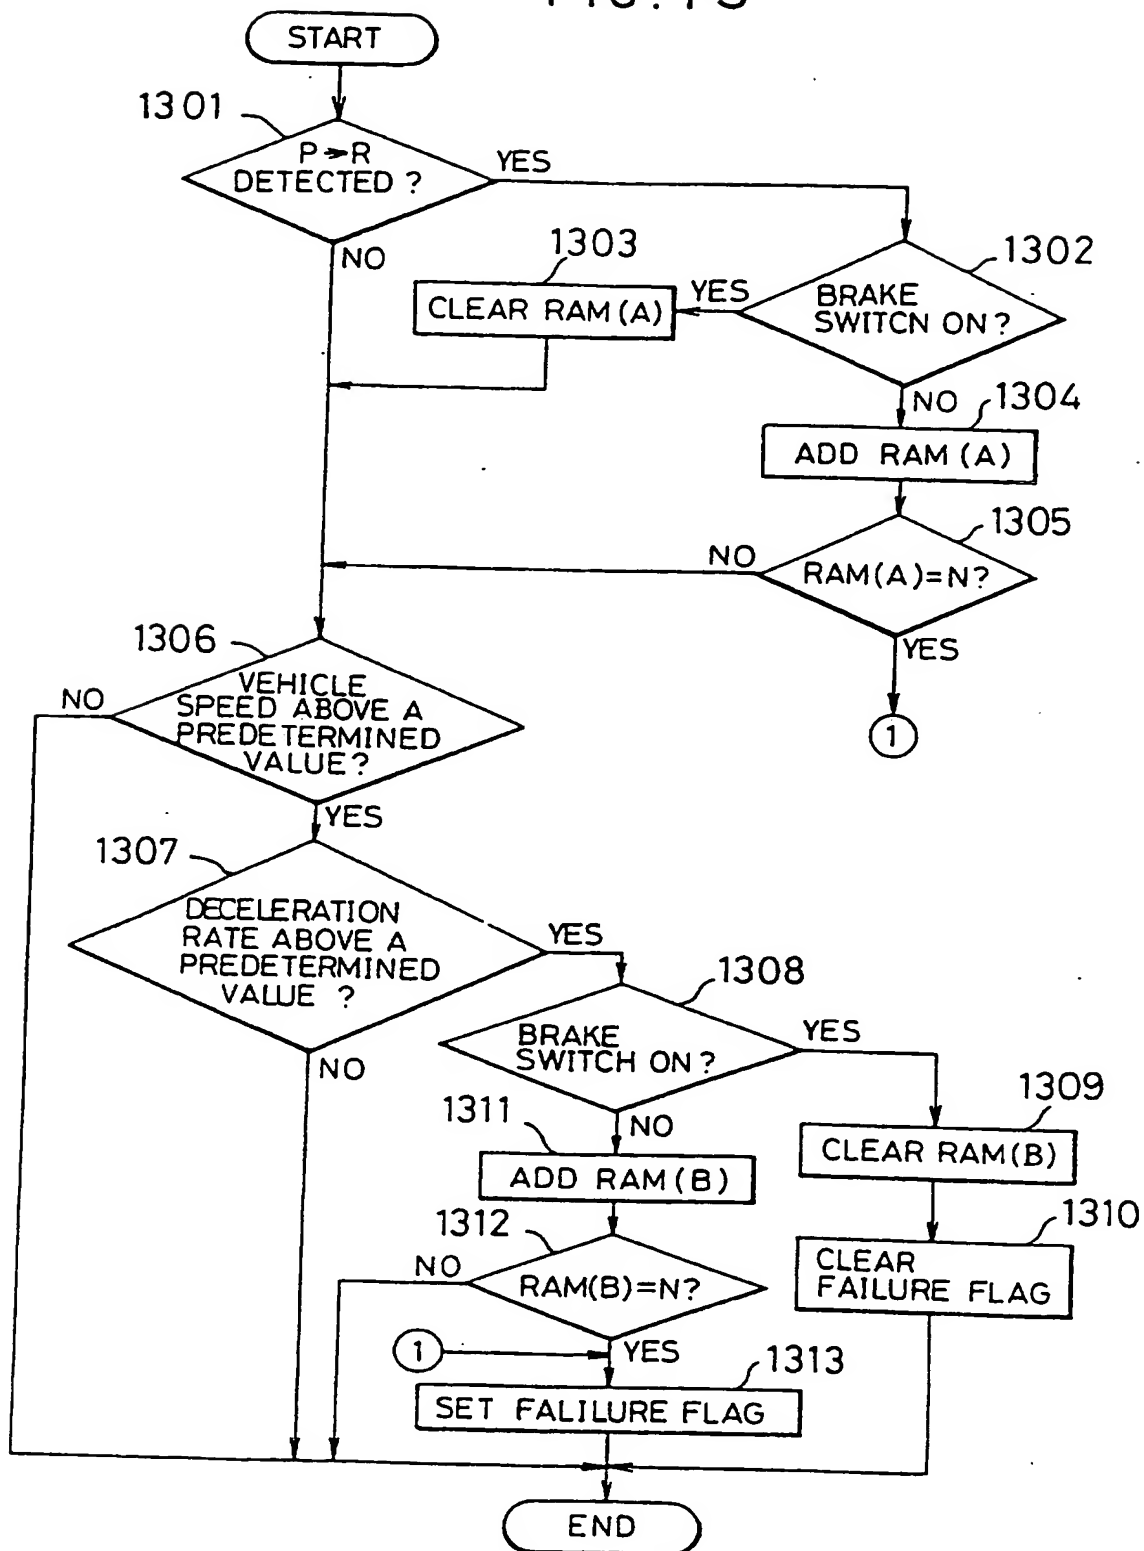 FIG. 13
START
1301
P→R
DETECTED ?
YES
NO
1303
CLEAR RAM(A)
YES
1302
BRAKE
SWITCN ON?
NO
1304
ADD RAM (A)
1305
NO
RAM(A)=N?
YES
1
1306
NO
VEHICLE
SPEED ABOVE A
PREDETERMINED
VALUE?
YES
1307
DECELERATION
RATE ABOVE A
PREDETERMINED
VALUE ?
YES
NO
1308
BRAKE
SWITCH ON?
YES
NO
1309
CLEAR RAM(B)
1310
CLEAR
FAILURE FLAG
1311
ADD RAM(B)
1312
NO
RAM(B)=N?
YES
1
1313
SET FALILURE FLAG
END